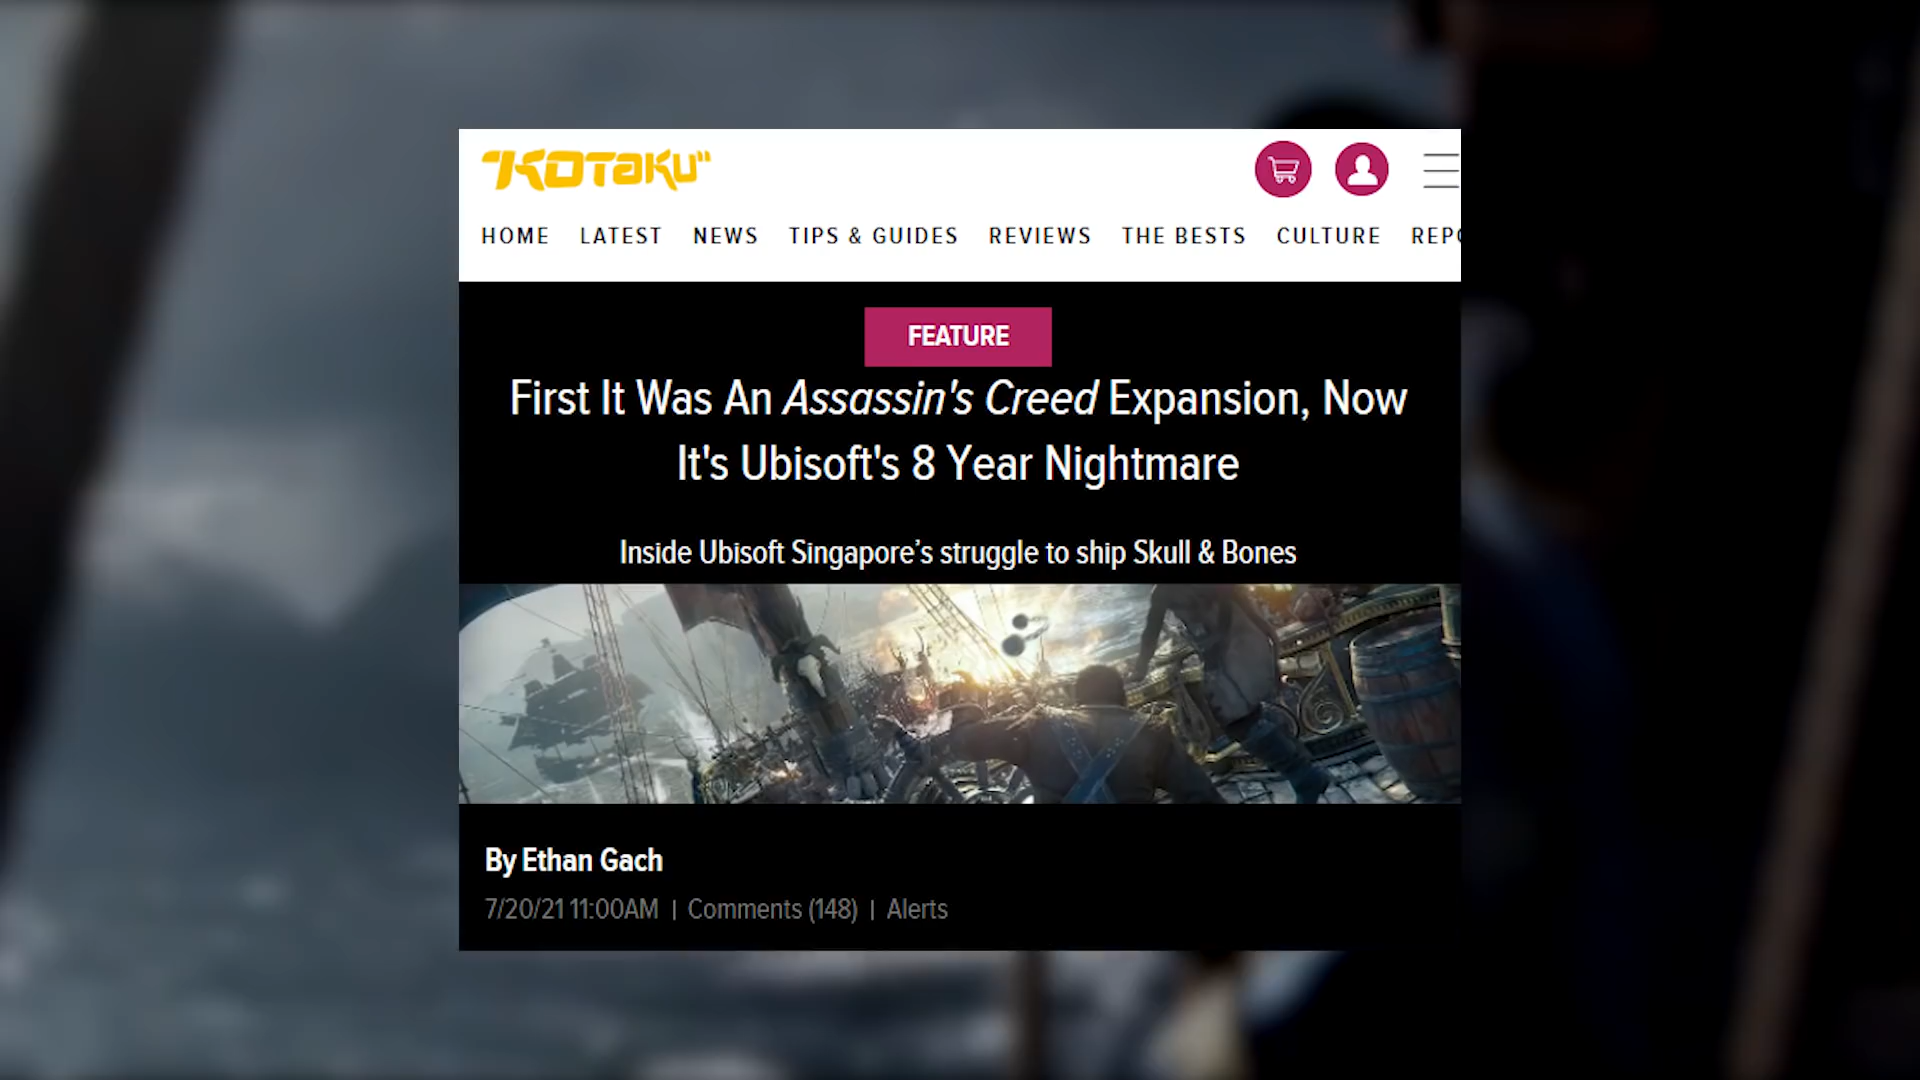 "KOTaKU"
HOME LATEST NEWS TIPS & GUIDES REVIEWS THE BESTS CULTURE
FEATURE
First It Was An Assassin's Creed Expansion, Now
It's Ubisoft's 8 Year Nightmare
Inside Ubisoft Singapore’s struggle to ship Skull & Bones
By Ethan Gach
7/20/21 11:00AM | Comments (148) | Alerts